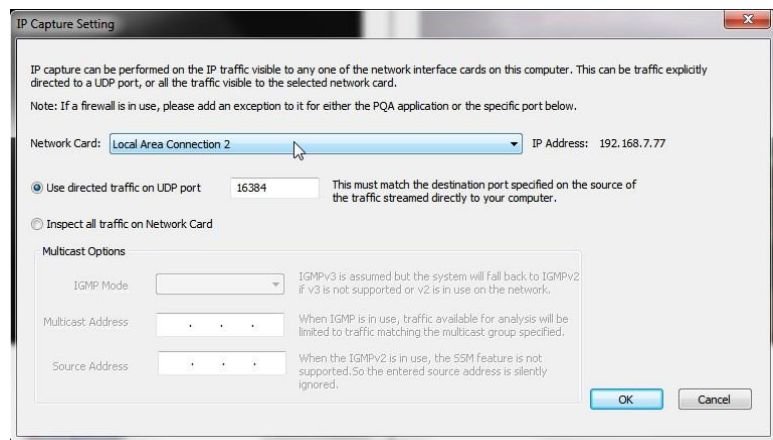 IP Capture Setting
IP capture can be performed on the IP traffic visible to any one of the network interface cards on this computer. This can be traffic explicitly
directed to a UDP port, or all the traffic visible to the selected network card.
Note: If a firewall is in use, please add an exception to it for either the PQA application or the specific port below.
Network Card: Local Area Connection 2 IP Address: 192.168.7.77
Use directed traffic on UDP port 16384 This must match the destination port specified on the source of
the traffic streamed directly to your computer.
Inspect all traffic on Network Card
Multicast Options
IGMP Mode IGMPv3 is assumed but the system will fall back to IGMPv2
if v3 is not supported or v2 is in use on the network.
Multicast Address . . . When IGMP is in use, traffic available for analysis will be
limited to traffic matching the multicast group specified.
Source Address . . . When the IGMPv2 is in use, the SSM feature is not
supported.So the entered source address is silently
ignored.
OK Cancel